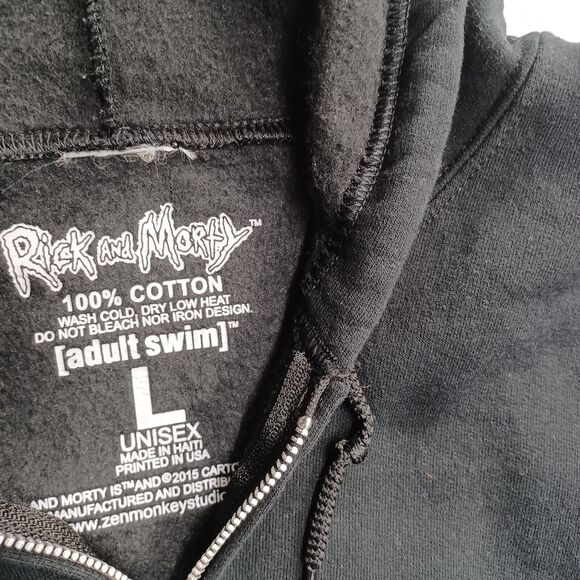 Rick and Morty™
100% COTTON
WASH COLD, DRY LOW HEAT
DO NOT BLEACH NOR IRON DESIGN.
[adult swim]™
L
UNISEX
MADE IN HAITI
PRINTED IN USA
AND MORTY IS™AND ©2015 CARTO
MANUFACTURED AND DISTRIB
www.zenmonkeystudio